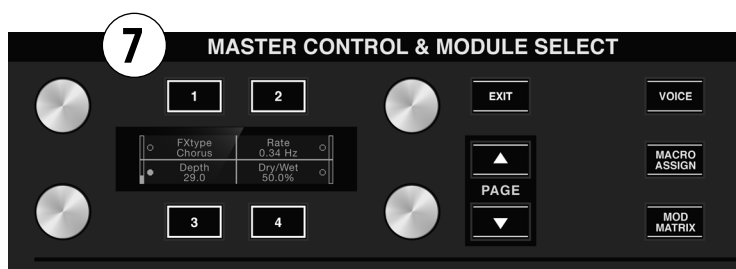 7
MASTER CONTROL & MODULE SELECT
1
2
EXIT
VOICE
FXtype
Chorus
Rate
0.34 Hz
Depth
29.0
Dry/Wet
50.0%
PAGE
MACRO
ASSIGN
3
4
MOD
MATRIX